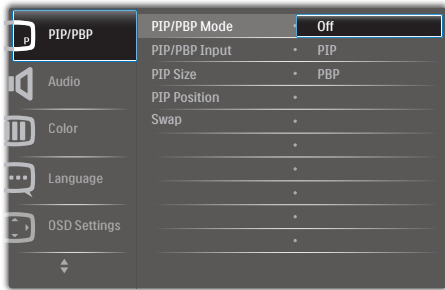 PIP/PBP
Audio
Color
Language
OSD Settings
PIP/PBP Mode
PIP/PBP Input
PIP Size
PIP Position
Swap
Off
PIP
PBP
P